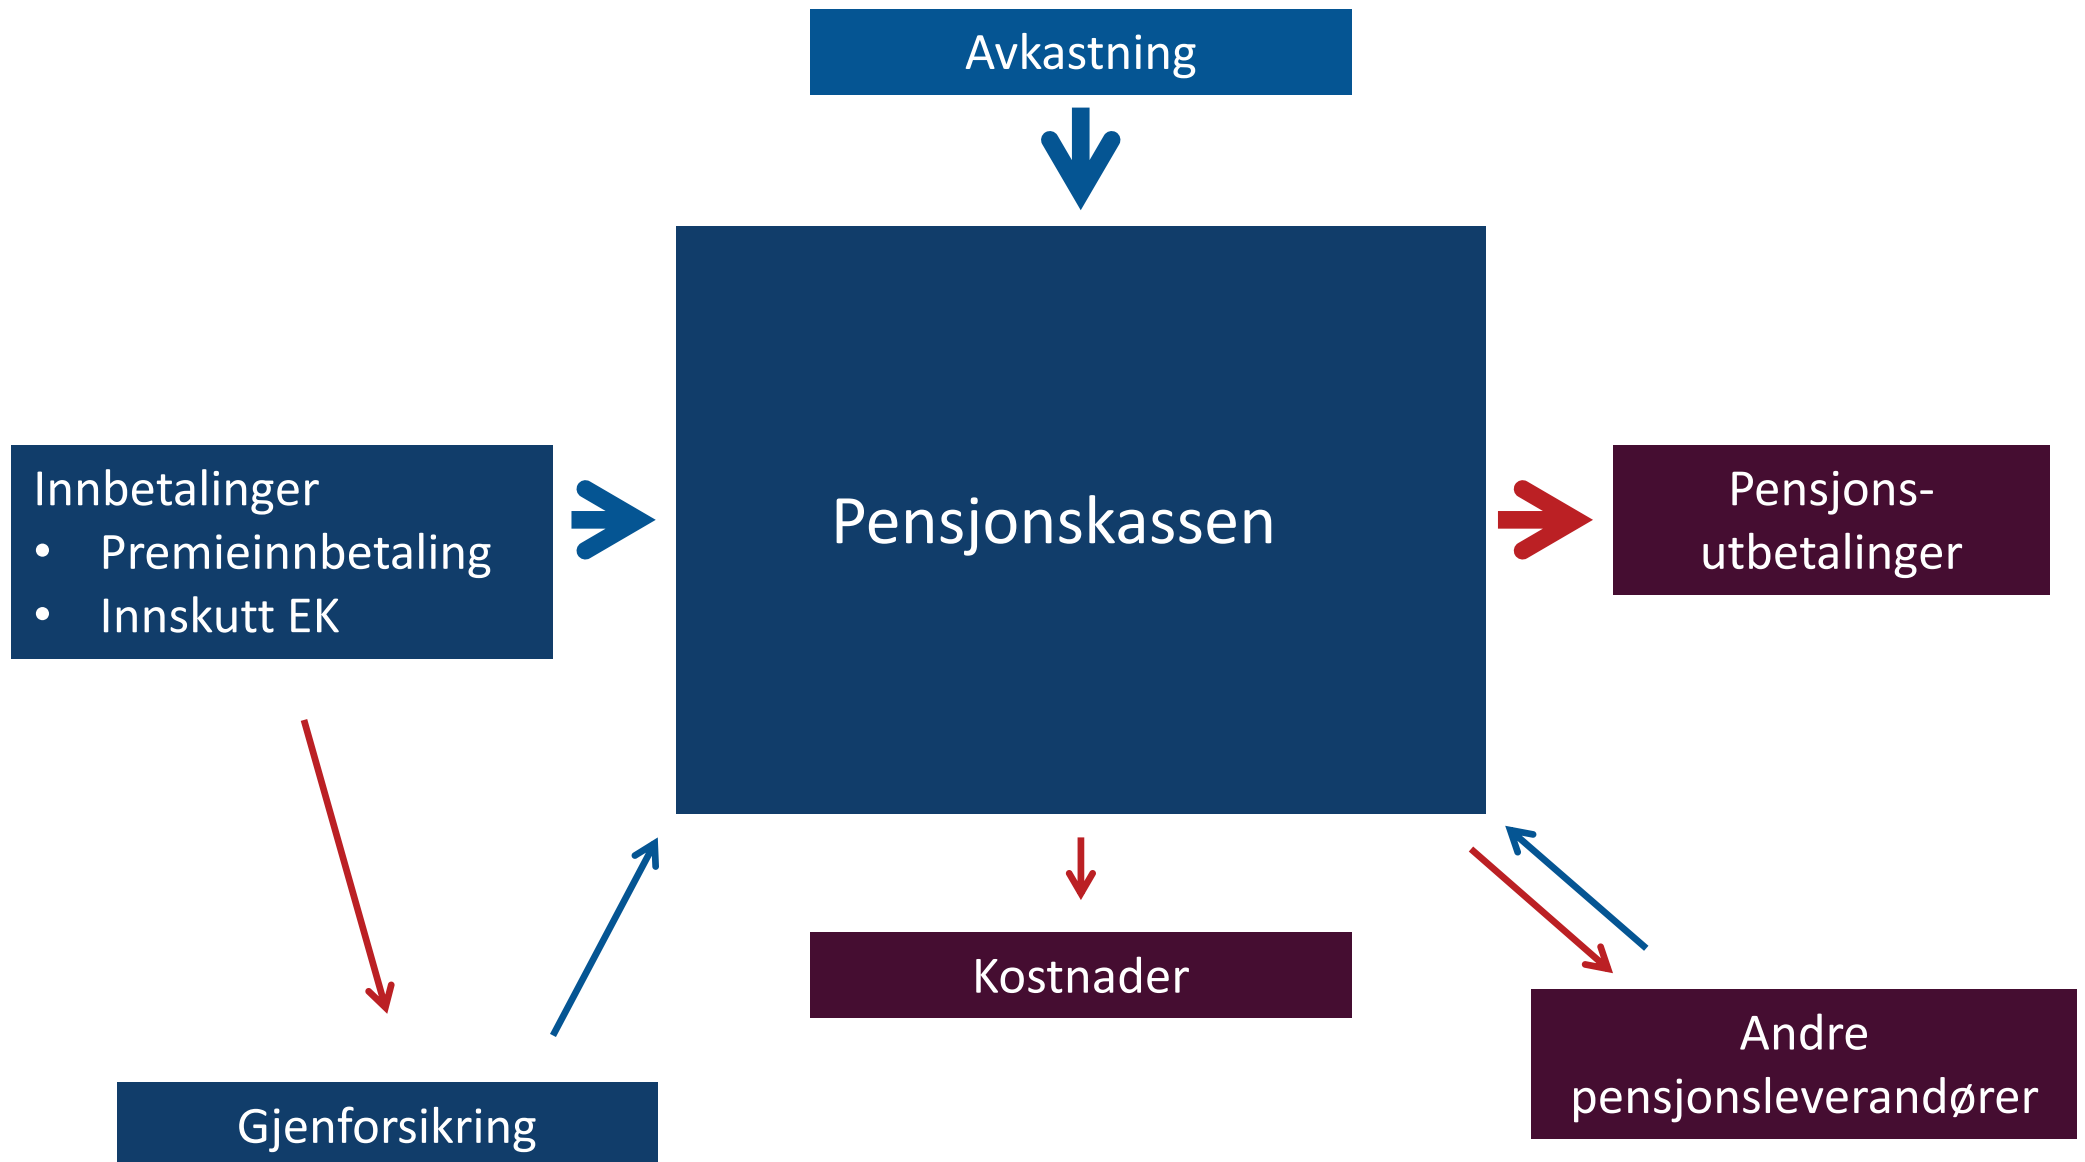 Avkastning
Innbetalinger
• Premieinnbetaling
• Innskutt EK
Pensjonskassen
Pensjons-
utbetalinger
Kostnader
Andre
pensjonsleverandører
Gjenforsikring